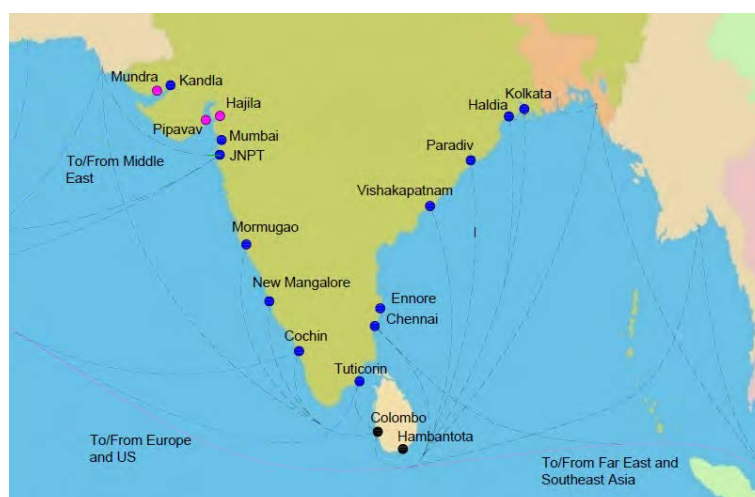 Mundra
Kandla
Hajila
Pipavav
Mumbai
JNPT
To/From Middle
East
Kolkata
Haldia
Paradiv
Vishakapatnam
Mormugao
New Mangalore
Ennore
Chennai
Cochin
Tuticorin
Colombo
Hambantota
To/From Europe
and US
To/From Far East and
Southeast Asia